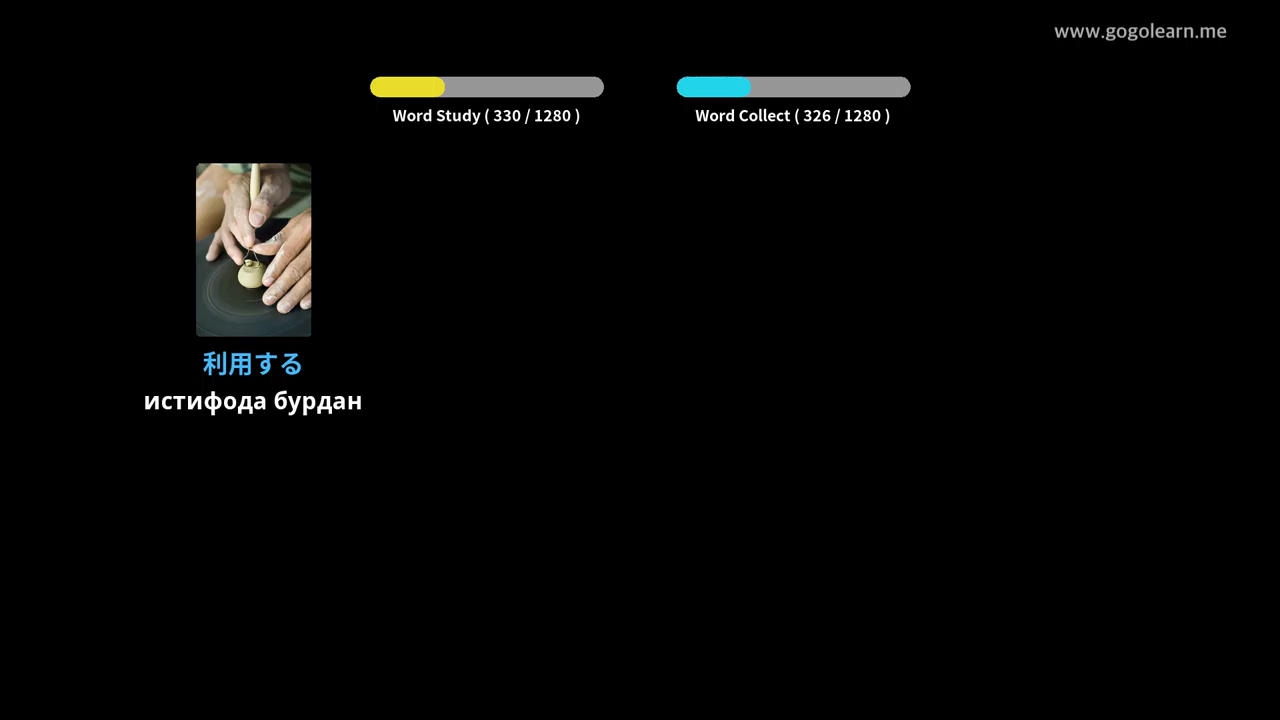 www.gogolearn.me
Word Study ( 330 / 1280 )
Word Collect ( 326 / 1280 )
利用する
истифода бурдан